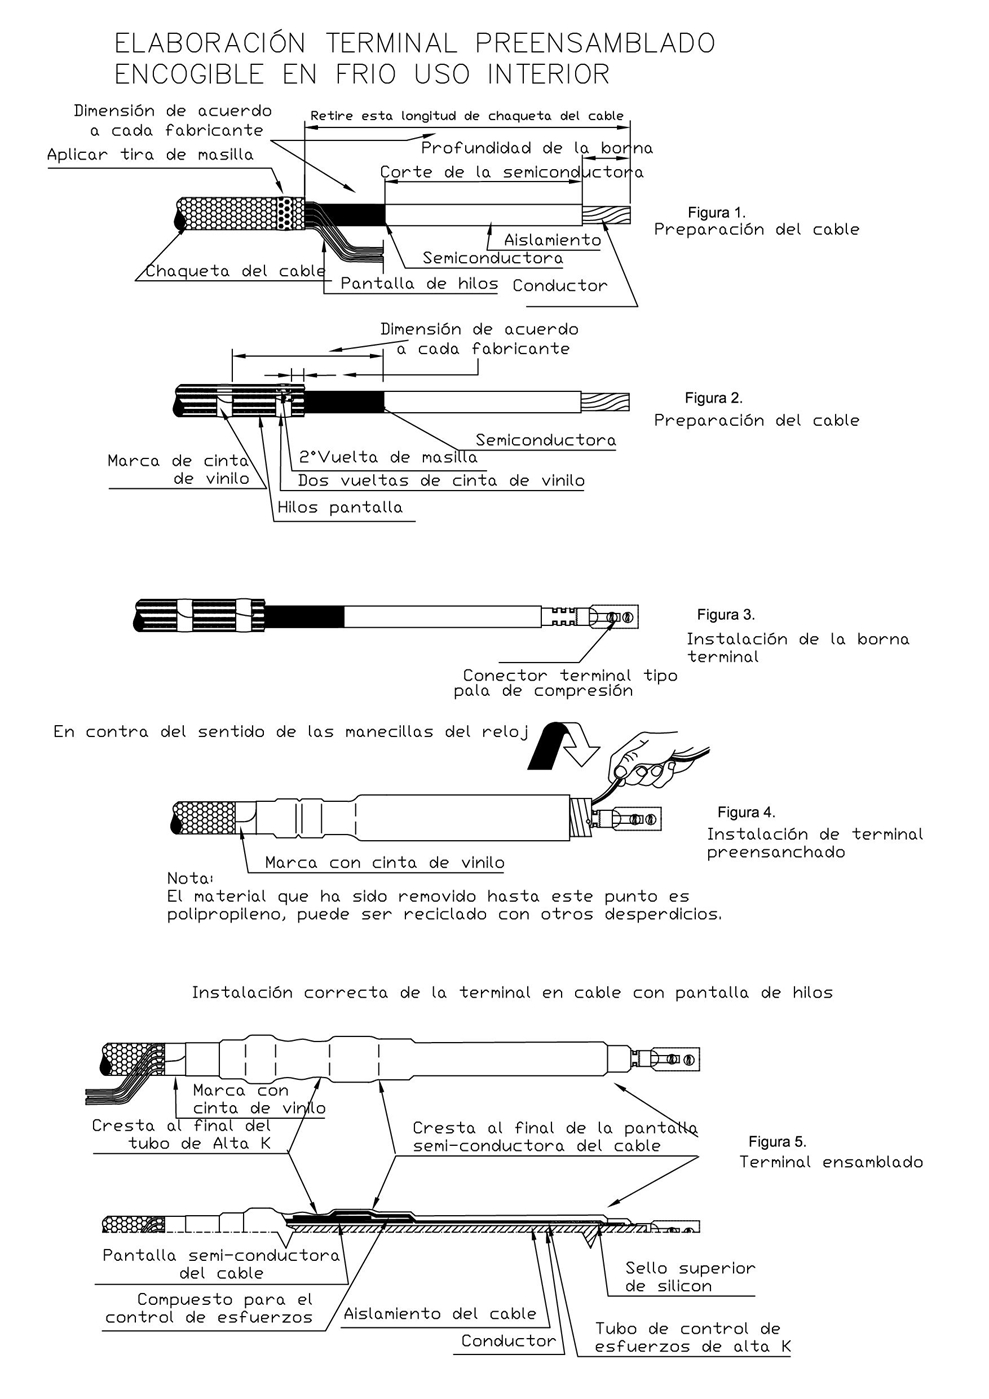 ELABORACIÓN TERMINAL PREENSAMBLADO
ENCOGIBLE EN FRIO USO INTERIOR
Dimensión de acuerdo
a cada fabricante
Retire esta longitud de chaqueta del cable
Profundidad de la borna
Aplicar tira de masilla
Corte de la semiconductora
Figura 1.
Preparación del cable
Aislamiento
Semiconductora
Chaqueta del cable
Pantalla de hilos
Conductor
Dimensión de acuerdo
a cada fabricante
Figura 2.
Preparación del cable
Semiconductora
2°Vuelta de masilla
Marca de cinta
de vinilo
Dos vueltas de cinta de vinilo
Hilos pantalla
Figura 3.
Instalación de la borna
terminal
Conector terminal tipo
pala de compresión
En contra del sentido de las manecillas del reloj
Figura 4.
Instalación de terminal
preensanchado
Marca con cinta de vinilo
Nota:
El material que ha sido removido hasta este punto es
polipropileno, puede ser reciclado con otros desperdicios.
Instalación correcta de la terminal en cable con pantalla de hilos
Marca con
cinta de vinilo
Cresta al final del
tubo de Alta K
Cresta al final de la pantalla
semi-conductora del cable
Figura 5.
Terminal ensamblado
Pantalla semi-conductora
del cable
Sello superior
de silicon
Compuesto para el
control de esfuerzos
Aislamiento del cable
Conductor
Tubo de control de
esfuerzos de alta K